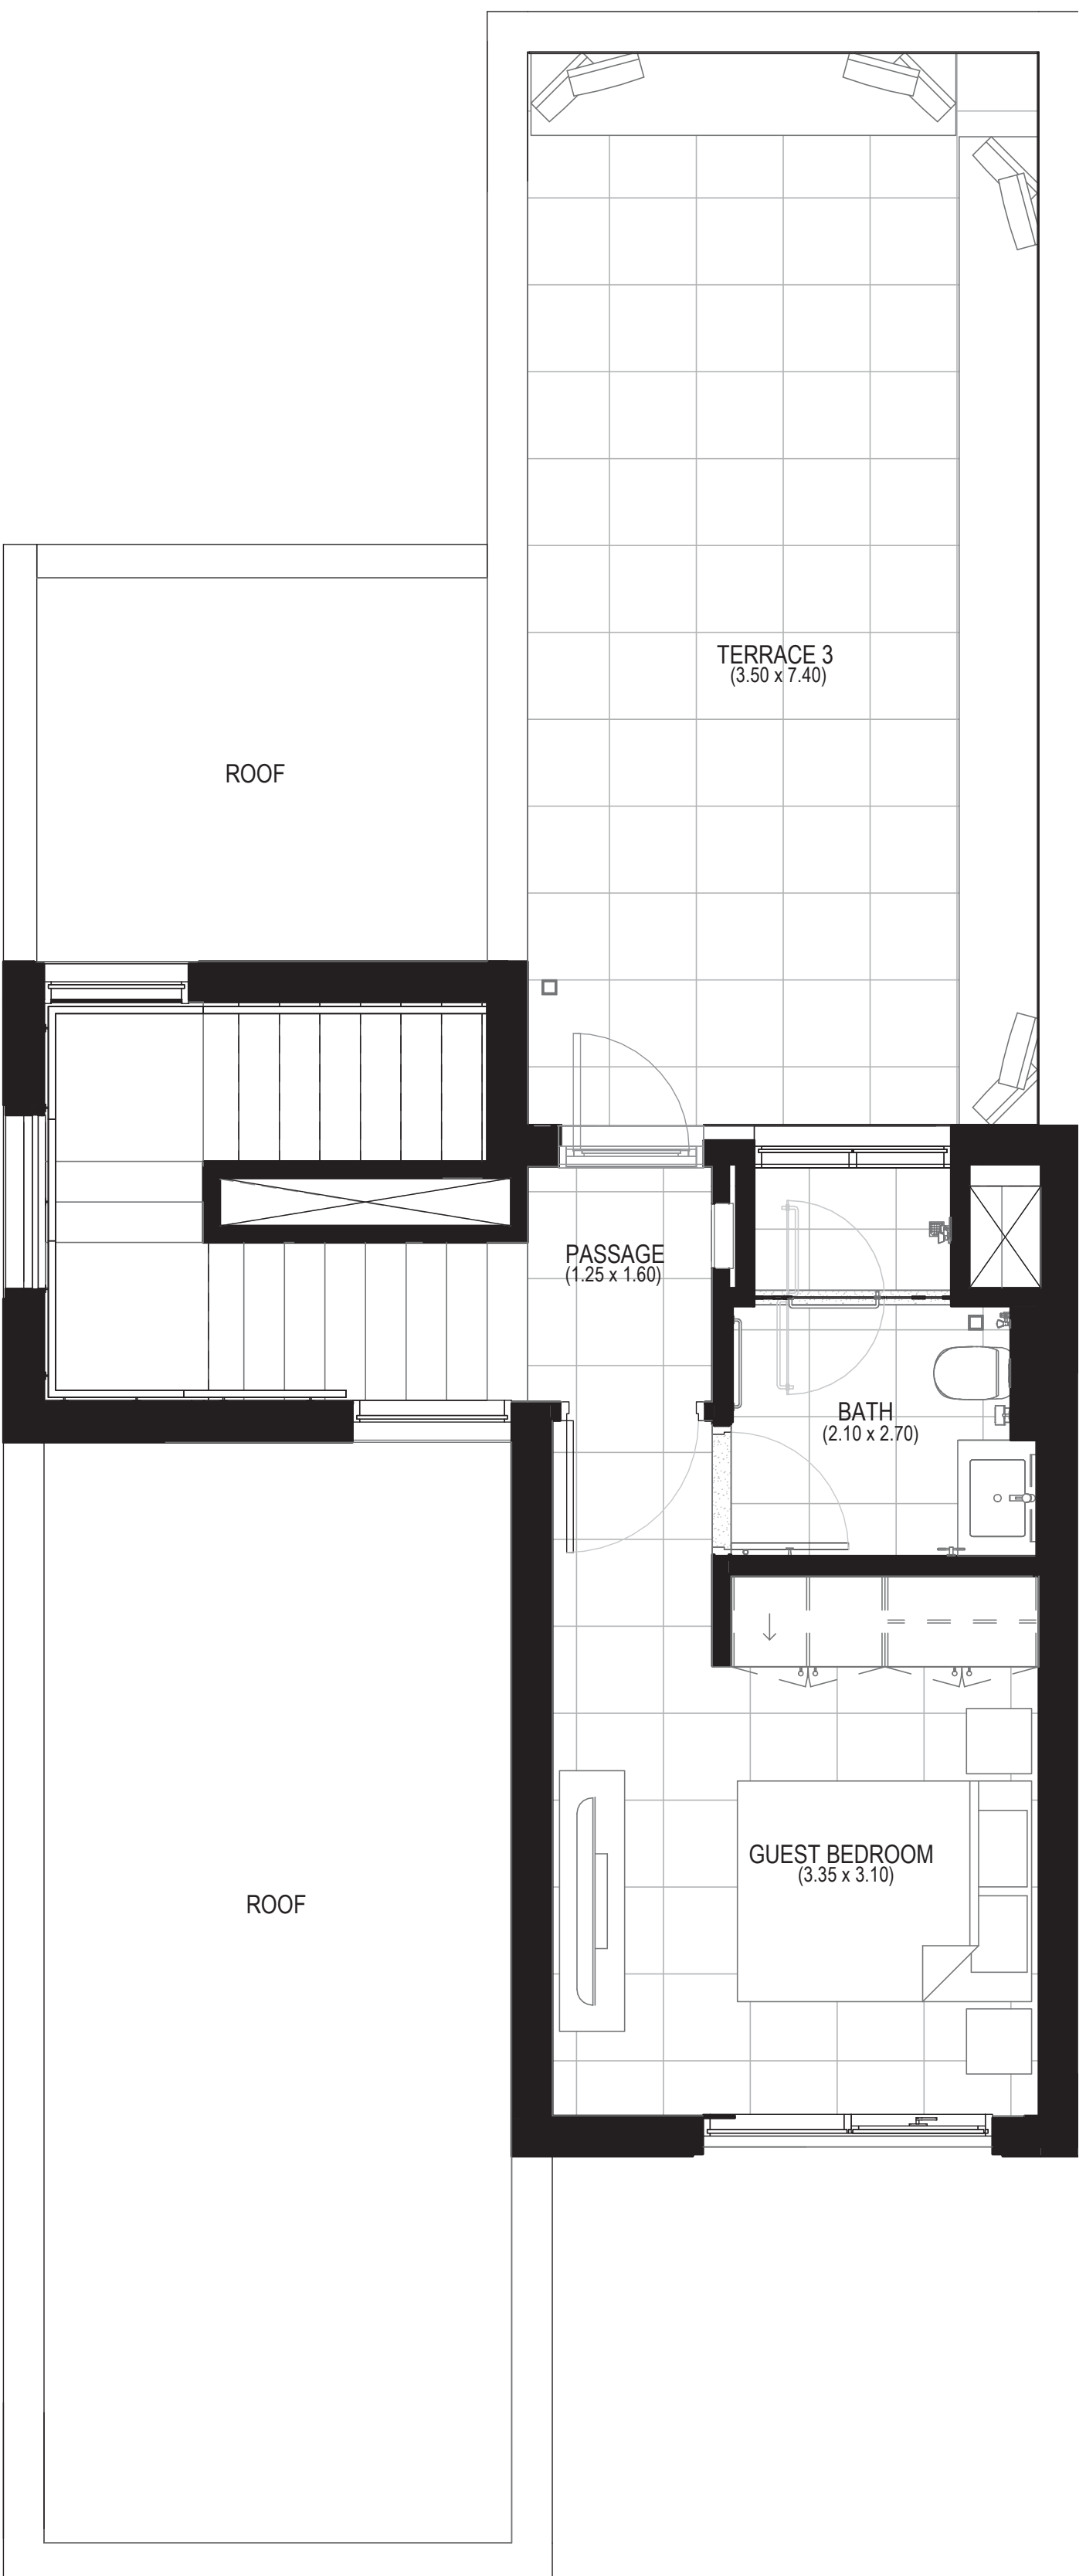 TERRACE 3
(3.50 x 7.40)
ROOF
PASSAGE
(1.25 x 1.60)
BATH
(2.10 x 2.70)
GUEST BEDROOM
(3.35 x 3.10)
ROOF